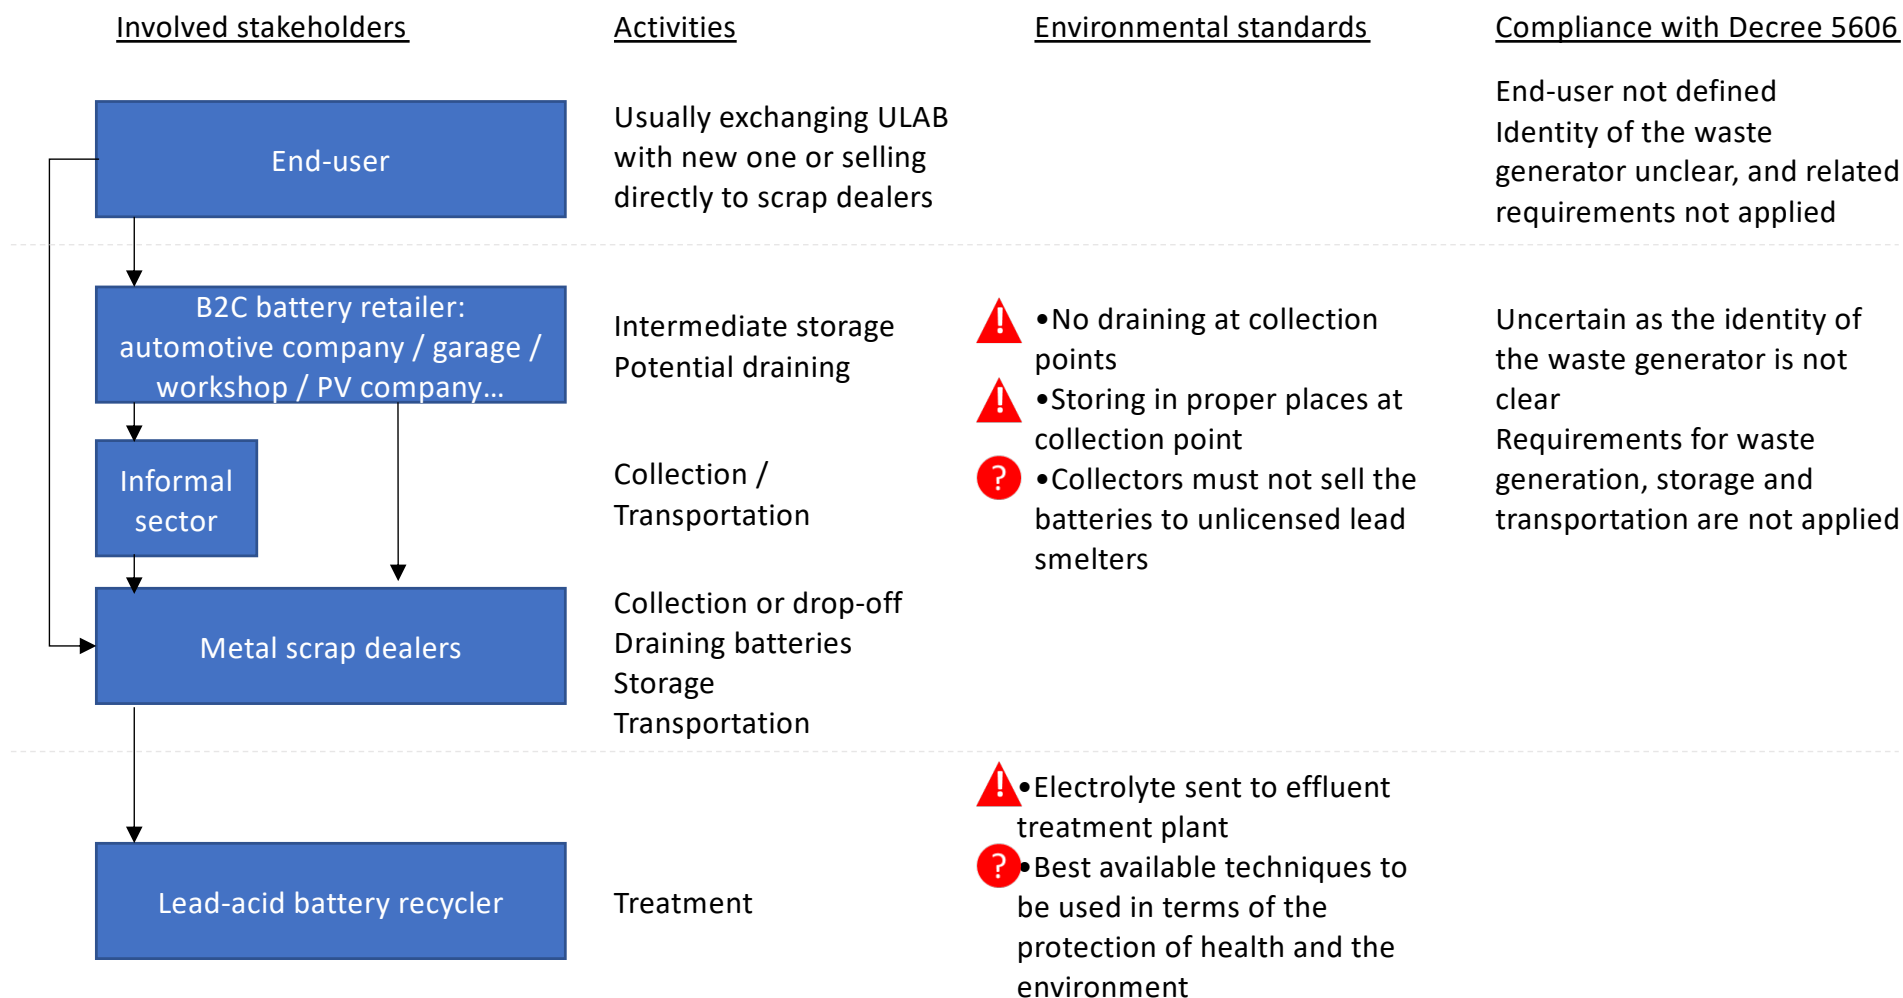 Involved stakeholders
Activities
Environmental standards
Compliance with Decree 5606
End-user
Usually exchanging ULAB
with new one or selling
directly to scrap dealers
End-user not defined
Identity of the waste
generator unclear, and related
requirements not applied
B2C battery retailer:
automotive company / garage /
workshop / PV company…
Intermediate storage
Potential draining
!
•No draining at collection
points
!
•Storing in proper places at
collection point
?
•Collectors must not sell the
batteries to unlicensed lead
smelters
Uncertain as the identity of
the waste generator is not
clear
Requirements for waste
generation, storage and
transportation are not applied
Informal
sector
Collection /
Transportation
Metal scrap dealers
Collection or drop-off
Draining batteries
Storage
Transportation
!
•Electrolyte sent to effluent
treatment plant
?
•Best available techniques to
be used in terms of the
protection of health and the
environment
Lead-acid battery recycler
Treatment